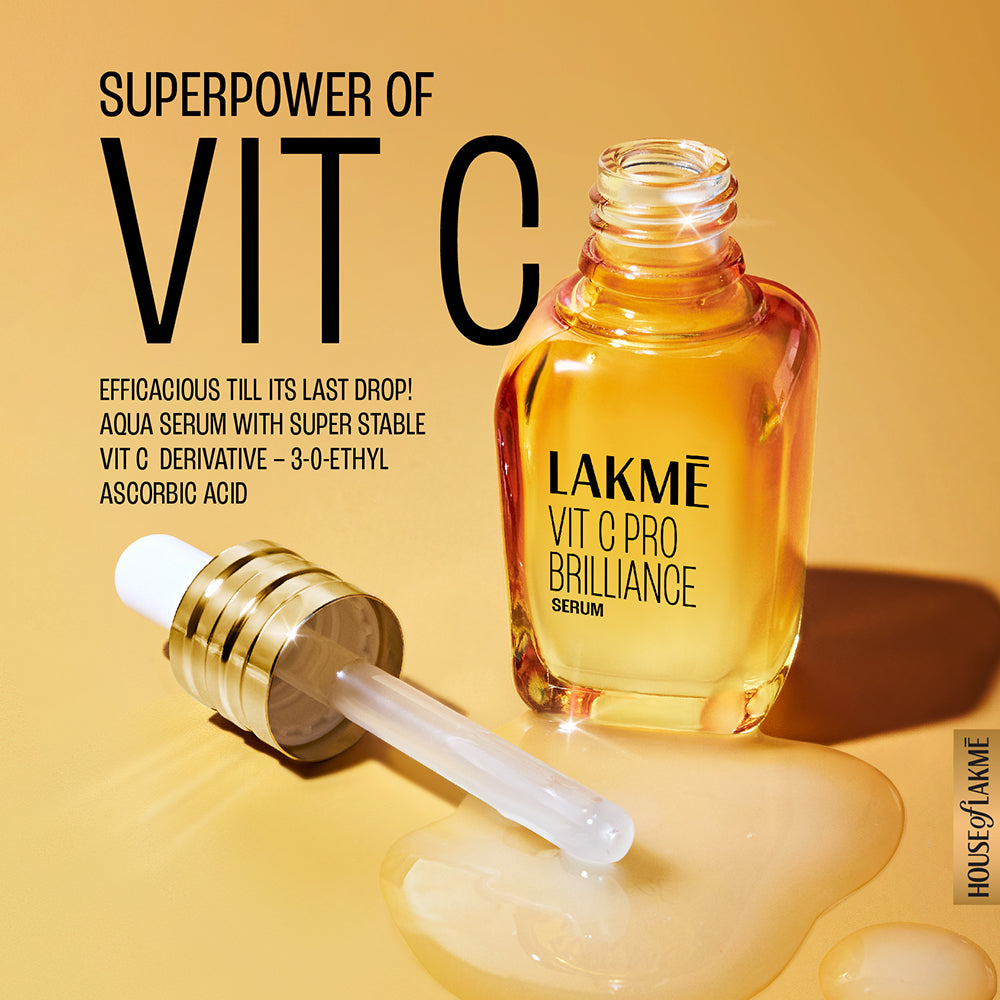 SUPERPOWER OF
VIT C
EFFICACIOUS TILL ITS LAST DROP!
AQUA SERUM WITH SUPER STABLE
VIT C DERIVATIVE – 3-O-ETHYL
ASCORBIC ACID
LAKMĒ
VIT C PRO
BRILLIANCE
SERUM
HOUSE of LAKMĒ